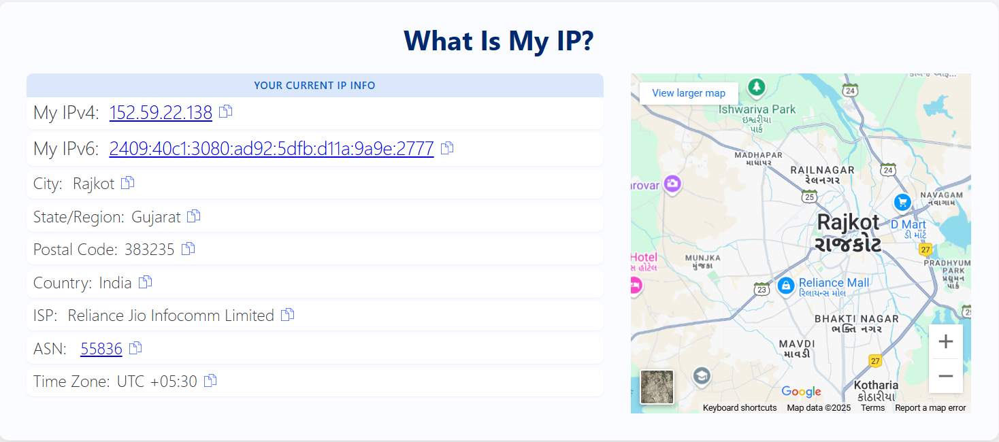 What Is My IP?
YOUR CURRENT IP INFO
My IPv4: 152.59.22.138
My IPv6: 2409:40c1:3080:ad92:5dfb:d11a:9a9e:2777
City: Rajkot
State/Region: Gujarat
Postal Code: 383235
Country: India
ISP: Reliance Jio Infocomm Limited
ASN: 55836
Time Zone: UTC +05:30
View larger map
24
Ishwariya Park
ઇશ્વરીયા
પાર્ક
MADHAPAR
માધાપર
RAILNAGAR
રેલનગર
24
25
NAVAGAM
નવાગામ
Rajkot
રાજકોટ
D Mart
ડી માર્ટ
27
Hotel
હોટેલ
MUNJKA
મુંજકા
PRADHYUM
PARK
પ્રદ્યુમન
પાર્ક
23
Reliance Mall
રિલાયન્સ મોલ
BHAKTI NAGAR
ભક્તિ નગર
MAVDI
માવડી
27
Kotharia
કોઠારીયા
Google
Keyboard shortcuts
Map data ©2025
Terms
Report a map error